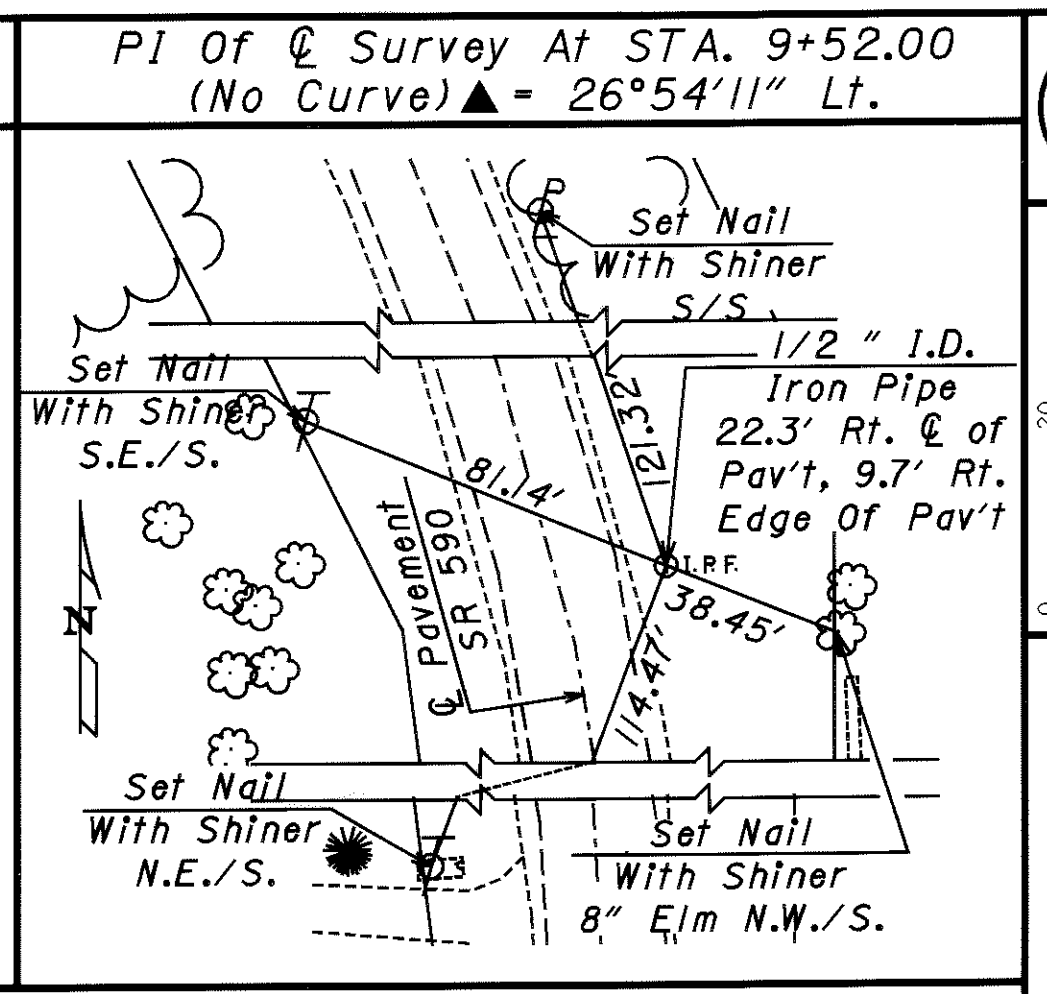 PI Of ℄ Survey At STA. 9+52.00
(No Curve)▲ = 26°54'11" Lt.
P
Set Nail
With Shiner
S/S
1/2 " I.D.
Iron Pipe
22.3' Rt. ℄ of
Pav't, 9.7' Rt.
Edge Of Pav't
Set Nail
With Shiner
S.E./S.
121.32'
81.14'
℄ Pavement
SR 590
I.R.F.
38.45'
114.47'
N
Set Nail
With Shiner
N.E./S.
S
Set Nail
With Shiner
8" Elm N.W./S.
20
0